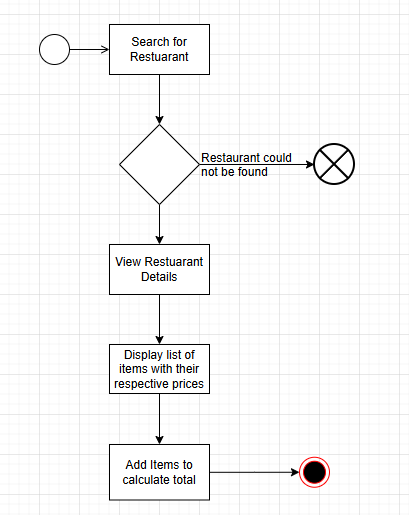 Search for
Restuarant
Restaurant could
not be found
View Restuarant
Details
Display list of
items with their
respective prices
Add Items to
calculate total